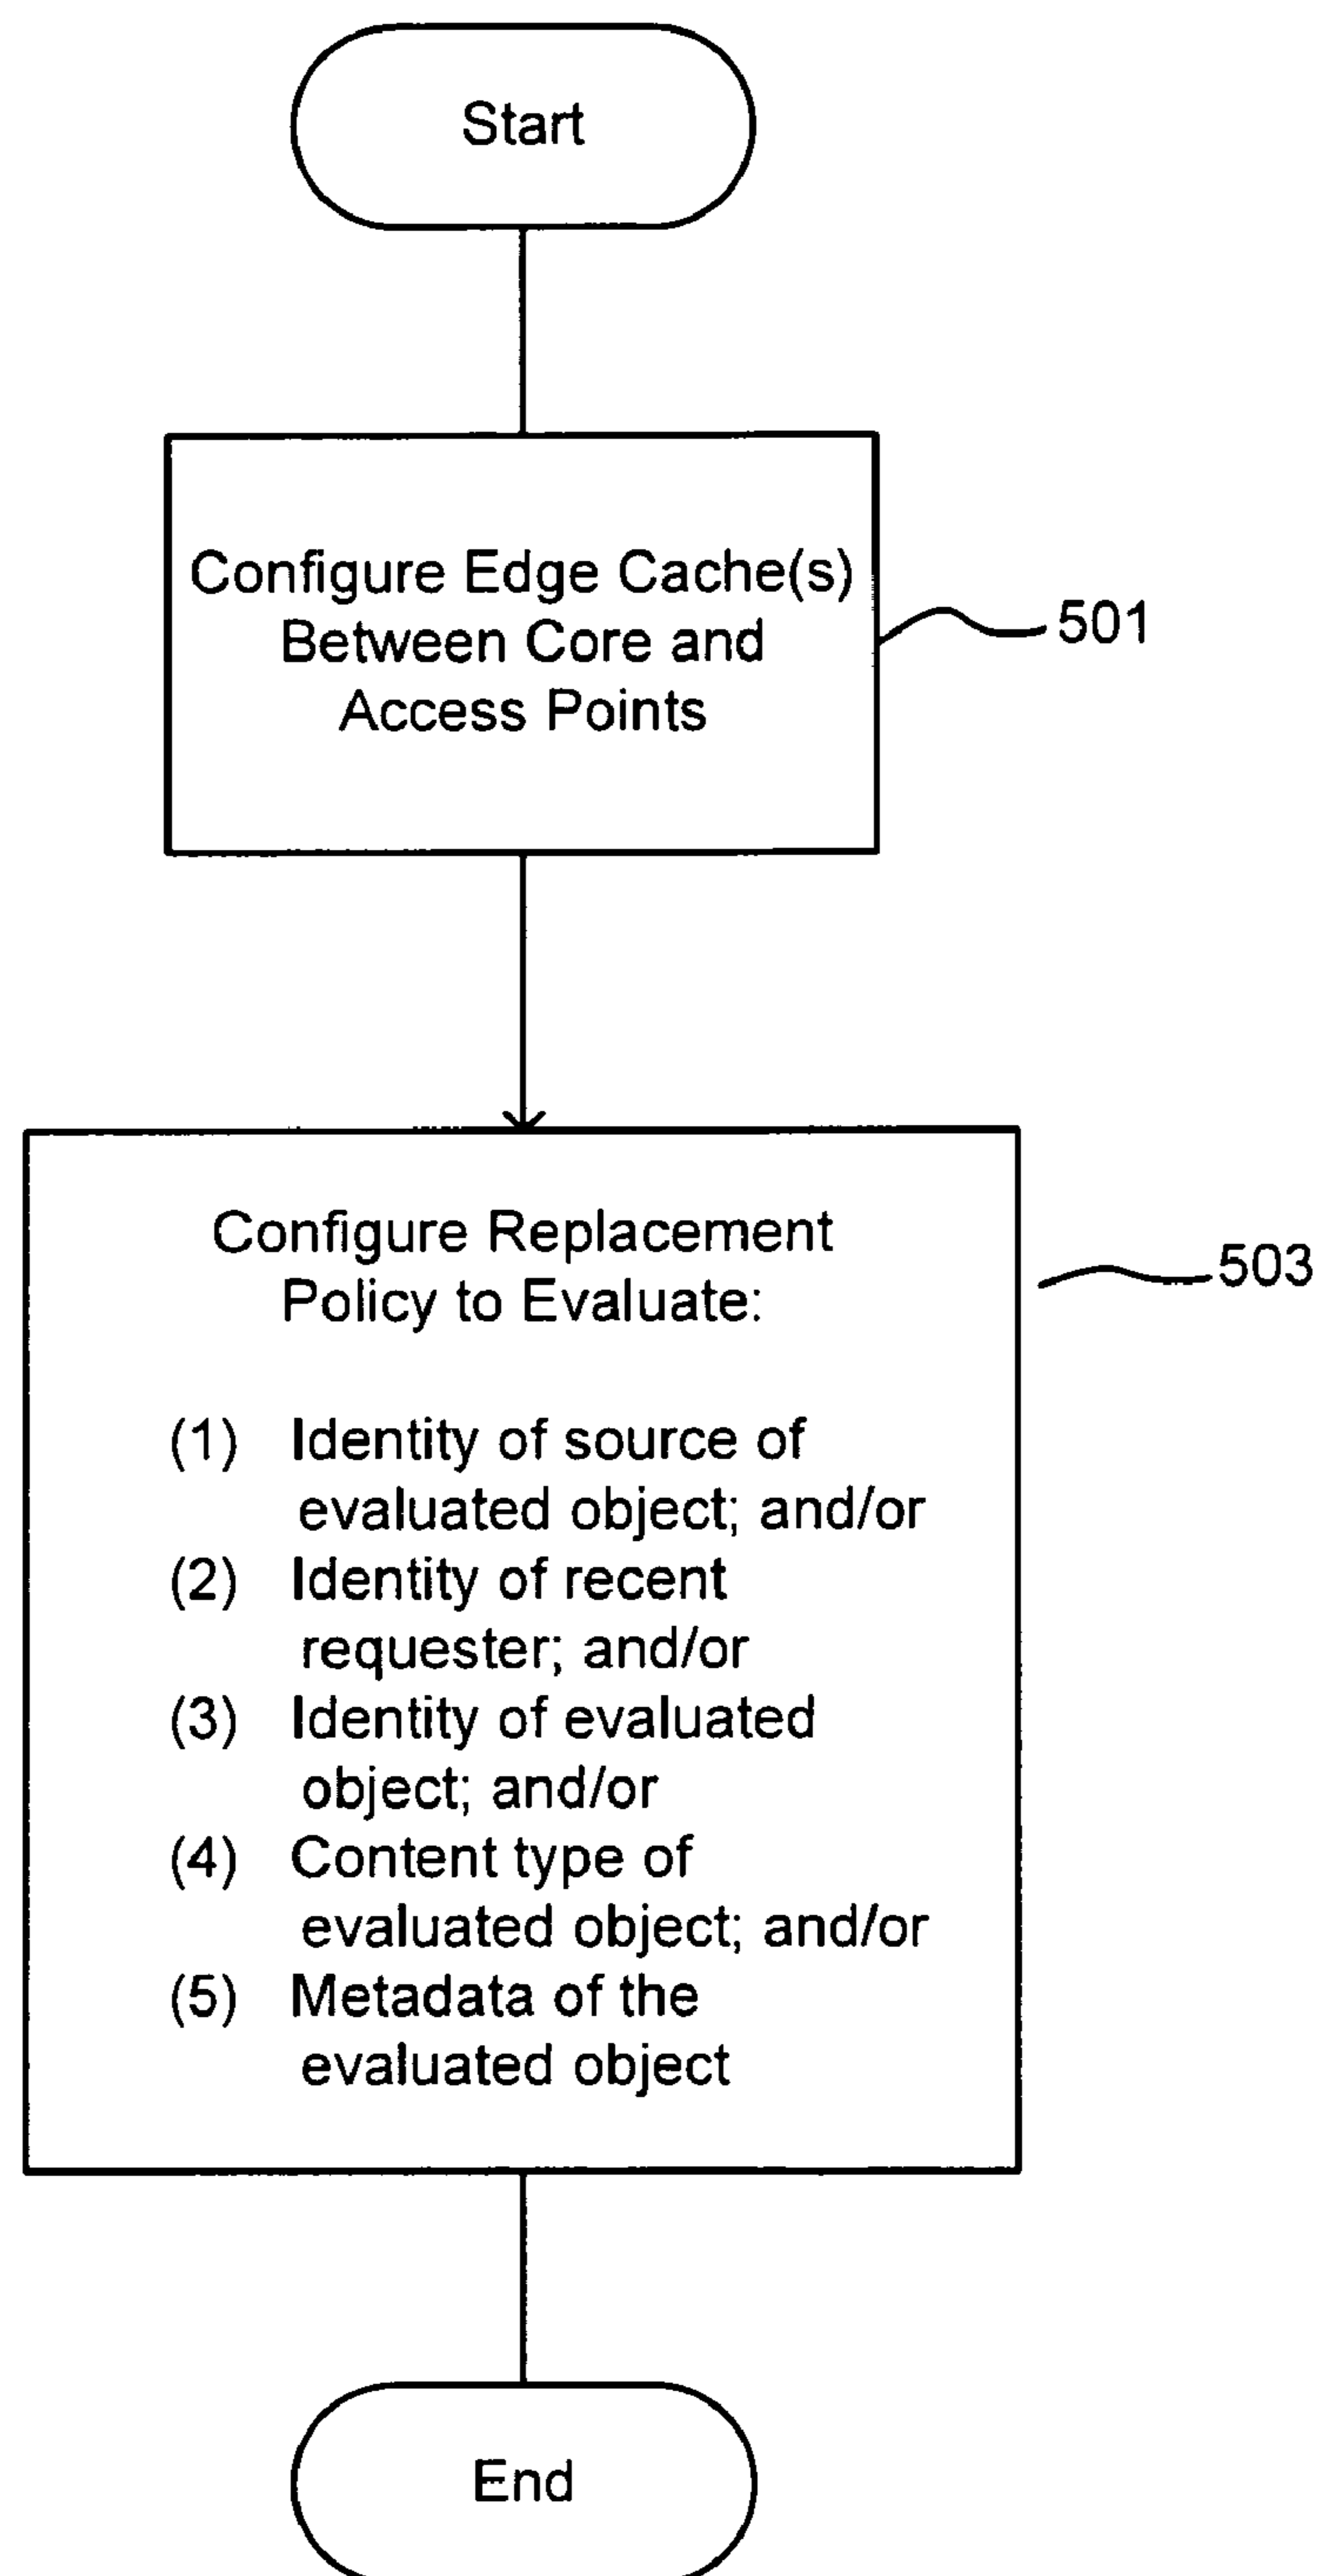 Start
Configure Edge Cache(s)
Between Core and
Access Points
501
Configure Replacement
Policy to Evaluate:
503
(1) Identity of source of
evaluated object; and/or
(2) Identity of recent
requester; and/or
(3) Identity of evaluated
object; and/or
(4) Content type of
evaluated object; and/or
(5) Metadata of the
evaluated object
End